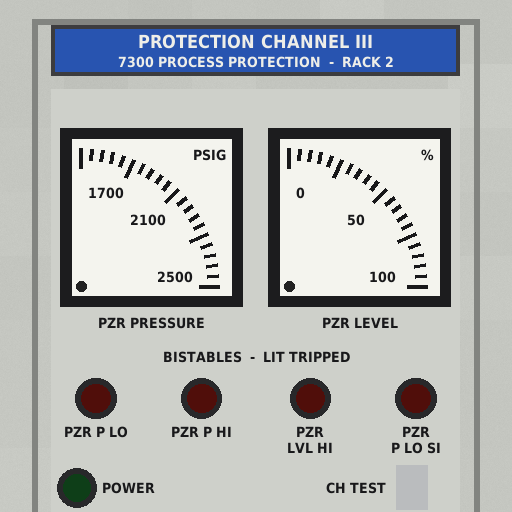 PROTECTION CHANNEL III
7300 PROCESS PROTECTION - RACK 2
PSIG
1700
2100
2500
%
0
50
100
PZR PRESSURE
PZR LEVEL
BISTABLES - LIT TRIPPED
PZR P LO
PZR P HI
PZR
LVL HI
PZR
P LO SI
POWER
CH TEST